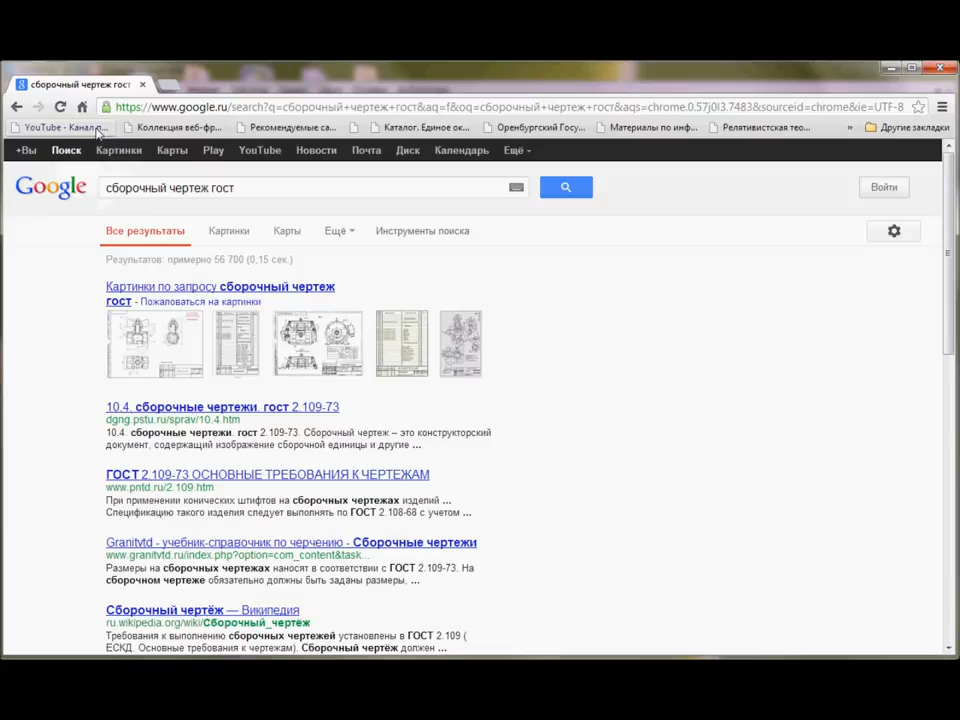 сборочный чертеж гост
https://www.google.ru/search?q=сборочный+чертеж+гост&aq=f&oq=сборочный+чертеж+гост&aqs=chrome.0.57j0l3.7483&sourceid=chrome&ie=UTF-8
YouTube - Канал п... Коллекция веб-фр... Рекомендуемые са... Каталог. Единое ок... Оренбургский Госу... Материалы по инф... Релятивистская тео... » Другие закладки
+Вы Поиск Картинки Карты Play YouTube Новости Почта Диск Календарь Ещё
Google сборочный чертеж гост Войти
Все результаты Картинки Карты Ещё Инструменты поиска
Результатов: примерно 56 700 (0,15 сек.)
Картинки по запросу сборочный чертеж
гост - Пожаловаться на картинки
10.4. сборочные чертежи. гост 2.109-73
dgng.pstu.ru/sprav/10.4.htm
10.4. сборочные чертежи. гост 2.109-73. Сборочный чертеж – это конструкторский
документ, содержащий изображение сборочной единицы и другие ...
ГОСТ 2.109-73 ОСНОВНЫЕ ТРЕБОВАНИЯ К ЧЕРТЕЖАМ
www.pntd.ru/2.109.htm
При применении конических штифтов на сборочных чертежах изделий ...
Спецификацию такого изделия следует выполнять по ГОСТ 2.108-68 с учетом ...
Granitvtd - учебник-справочник по черчению - Сборочные чертежи
www.granitvtd.ru/index.php?option=com_content&task...
Размеры на сборочных чертежах наносят в соответствии с ГОСТ 2.109-73. На
сборочном чертеже обязательно должны быть заданы размеры, ...
Сборочный чертёж — Википедия
ru.wikipedia.org/wiki/Сборочный_чертёж
Требования к выполнению сборочных чертежей установлены в ГОСТ 2.109 (
ЕСКД. Основные требования к чертежам). Сборочный чертёж должен ...